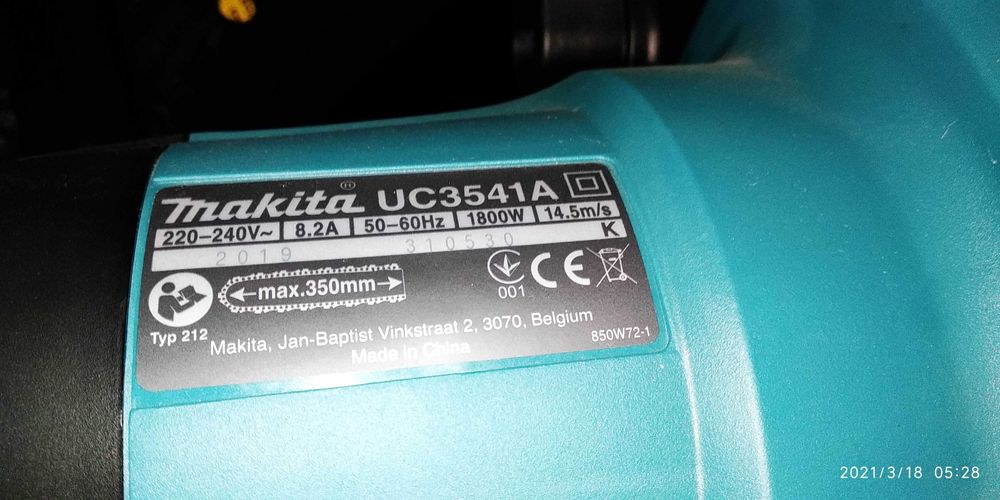 makita® UC3541A
220–240V~ 8.2A 50–60Hz 1800W 14.5m/s
2019 310530 K
max.350mm
001 CE
Typ 212
Makita, Jan-Baptist Vinkstraat 2, 3070, Belgium 850W72-1
Made in China
2021/3/18 05:28